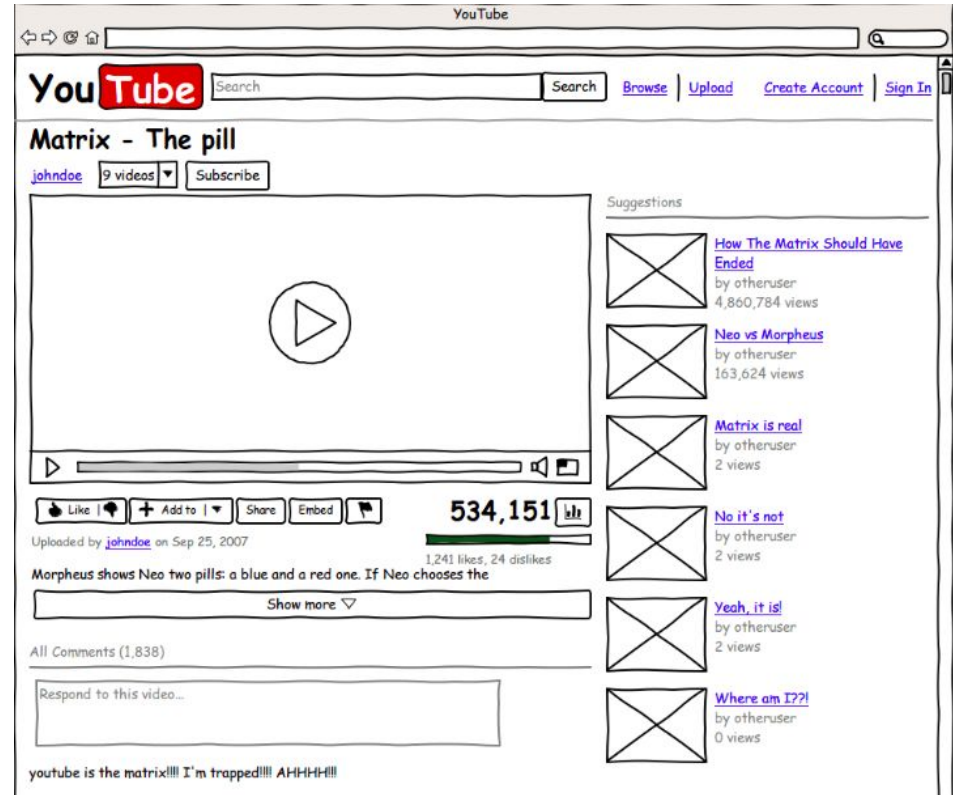 YouTube
YouTube
Search
Search
Browse
Upload
Create Account
Sign In
Matrix - The pill
johndoe
9 videos
Subscribe
Like
Add to
Share
Embed
534,151
Uploaded by johndoe on Sep 25, 2007
1,241 likes, 24 dislikes
Morpheus shows Neo two pills: a blue and a red one. If Neo chooses the
Show more
All Comments (1,838)
Respond to this video...
youtube is the matrix!!!! I'm trapped!!!! AHHHH!!!
Suggestions
How The Matrix Should Have
Ended
by otheruser
4,860,784 views
Neo vs Morpheus
by otheruser
163,624 views
Matrix is real
by otheruser
2 views
No it's not
by otheruser
2 views
Yeah, it is!
by otheruser
2 views
Where am I??!
by otheruser
0 views